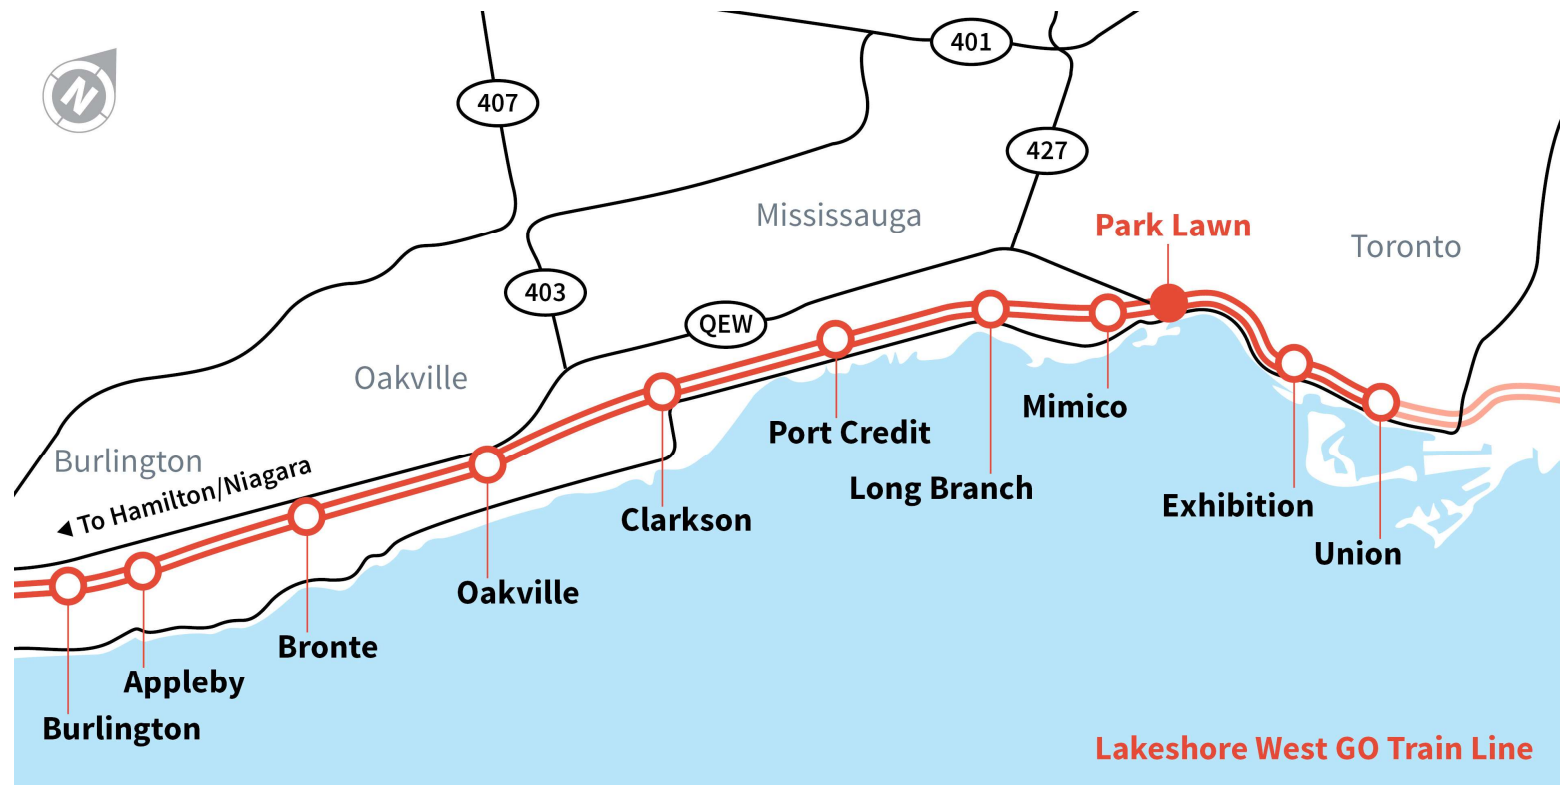 401
N
407
427
Mississauga
Park Lawn
Toronto
403
QEW
Oakville
Burlington
To Hamilton/Niagara
Mimico
Port Credit
Long Branch
Exhibition
Clarkson
Union
Oakville
Bronte
Appleby
Burlington
Lakeshore West GO Train Line